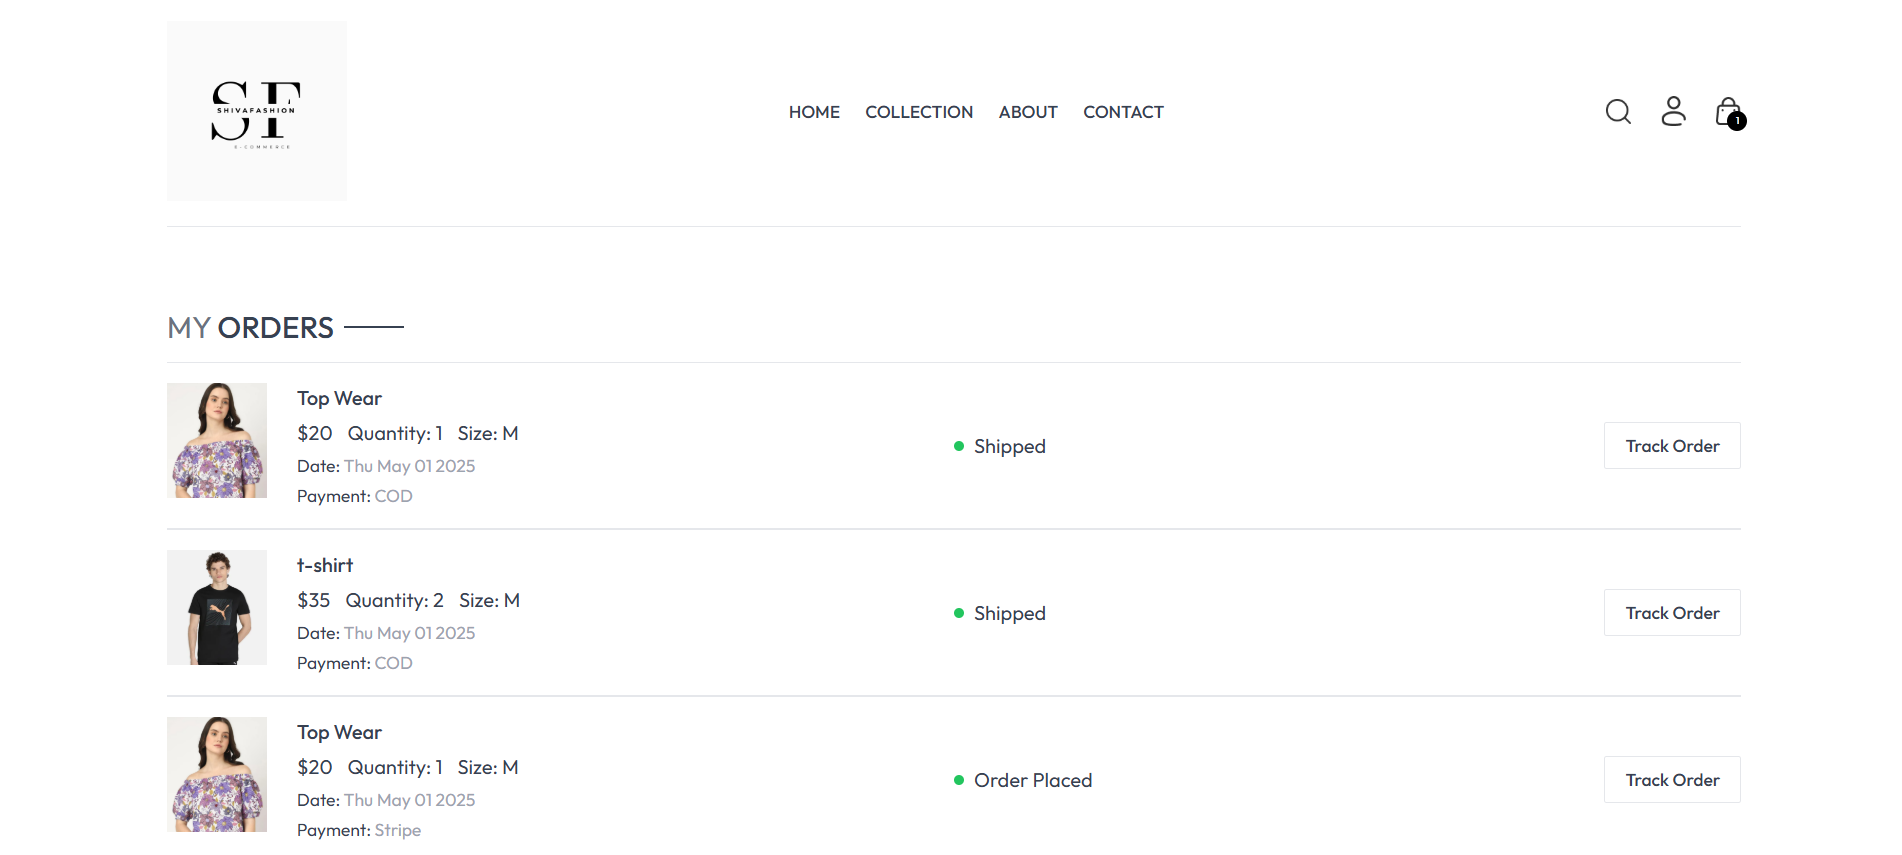 SF
SHIVAFASHION
E-COMMERCE
HOME COLLECTION ABOUT CONTACT
1
MY ORDERS
Top Wear
$20 Quantity: 1 Size: M
Date: Thu May 01 2025
Payment: COD
Shipped
Track Order
t-shirt
$35 Quantity: 2 Size: M
Date: Thu May 01 2025
Payment: COD
Shipped
Track Order
Top Wear
$20 Quantity: 1 Size: M
Date: Thu May 01 2025
Payment: Stripe
Order Placed
Track Order